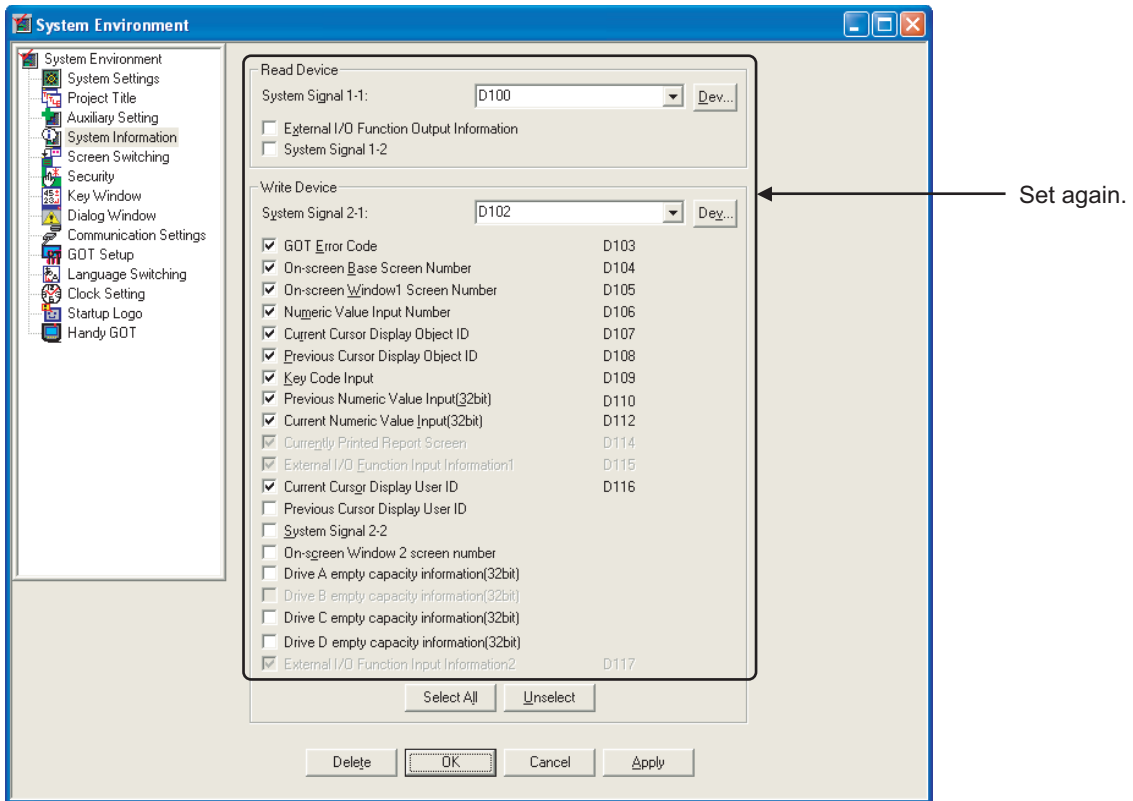 System Environment
System Environment
System Settings
Project Title
Auxiliary Setting
System Information
Screen Switching
Security
Key Window
Dialog Window
Communication Settings
GOT Setup
Language Switching
Clock Setting
Startup Logo
Handy GOT
Read Device
System Signal 1-1: D100 Dev...
External I/O Function Output Information
System Signal 1-2
Write Device
System Signal 2-1: D102 Dev...
GOT Error Code D103
On-screen Base Screen Number D104
On-screen Window1 Screen Number D105
Numeric Value Input Number D106
Current Cursor Display Object ID D107
Previous Cursor Display Object ID D108
Key Code Input D109
Previous Numeric Value Input(32bit) D110
Current Numeric Value Input(32bit) D112
Currently Printed Report Screen D114
External I/O Function Input Information1 D115
Current Cursor Display User ID D116
Previous Cursor Display User ID
System Signal 2-2
On-screen Window 2 screen number
Drive A empty capacity information(32bit)
Drive B empty capacity information(32bit)
Drive C empty capacity information(32bit)
Drive D empty capacity information(32bit)
External I/O Function Input Information2 D117
Select All Unselect
Delete OK Cancel Apply
Set again.